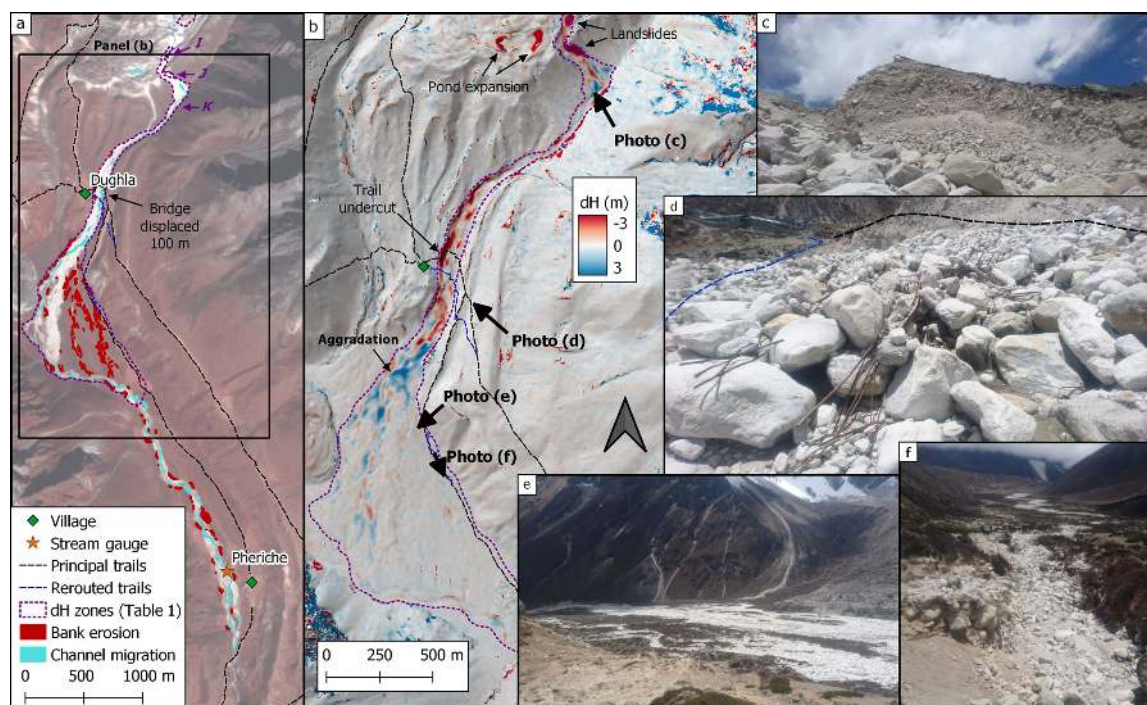 a
Panel (b)
I
J
K
Dughla
Bridge
displaced
100 m
Pheriche
Village
Stream gauge
Principal trails
Rerouted trails
dH zones (Table 1)
Bank erosion
Channel migration
0 500 1000 m
b
Landslides
Pond expansion
Photo (c)
dH (m)
-3
0
3
Trail
undercut
Photo (d)
Aggradation
Photo (e)
Photo (f)
0 250 500 m
c
d
e
f